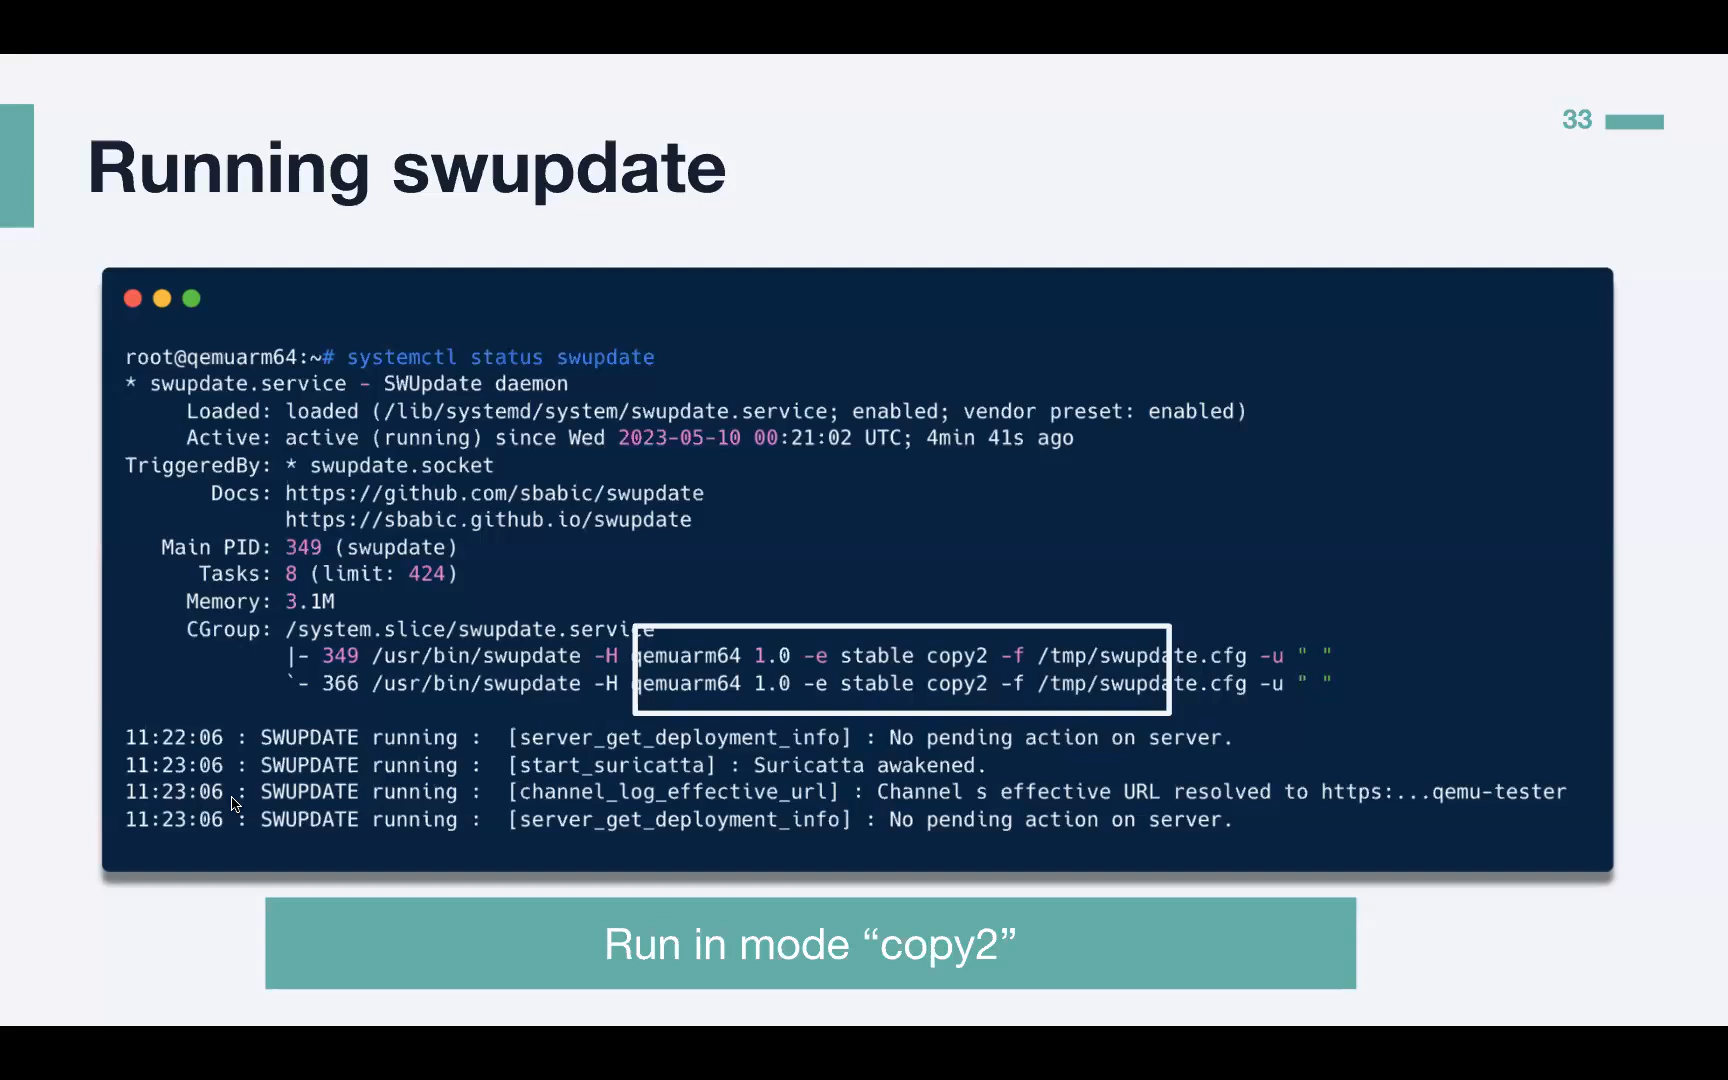 33
Running swupdate
root@qemuarm64:~# systemctl status swupdate
* swupdate.service - SWUpdate daemon
     Loaded: loaded (/lib/systemd/system/swupdate.service; enabled; vendor preset: enabled)
     Active: active (running) since Wed 2023-05-10 00:21:02 UTC; 4min 41s ago
TriggeredBy: * swupdate.socket
       Docs: https://github.com/sbabic/swupdate
             https://sbabic.github.io/swupdate
   Main PID: 349 (swupdate)
      Tasks: 8 (limit: 424)
     Memory: 3.1M
     CGroup: /system.slice/swupdate.service
             |- 349 /usr/bin/swupdate -H qemuarm64 1.0 -e stable copy2 -f /tmp/swupdate.cfg -u " "
             `- 366 /usr/bin/swupdate -H qemuarm64 1.0 -e stable copy2 -f /tmp/swupdate.cfg -u " "
11:22:06 : SWUPDATE running :  [server_get_deployment_info] : No pending action on server.
11:23:06 : SWUPDATE running :  [start_suricatta] : Suricatta awakened.
11:23:06 : SWUPDATE running :  [channel_log_effective_url] : Channel s effective URL resolved to https:...qemu-tester
11:23:06 : SWUPDATE running :  [server_get_deployment_info] : No pending action on server.
Run in mode “copy2”